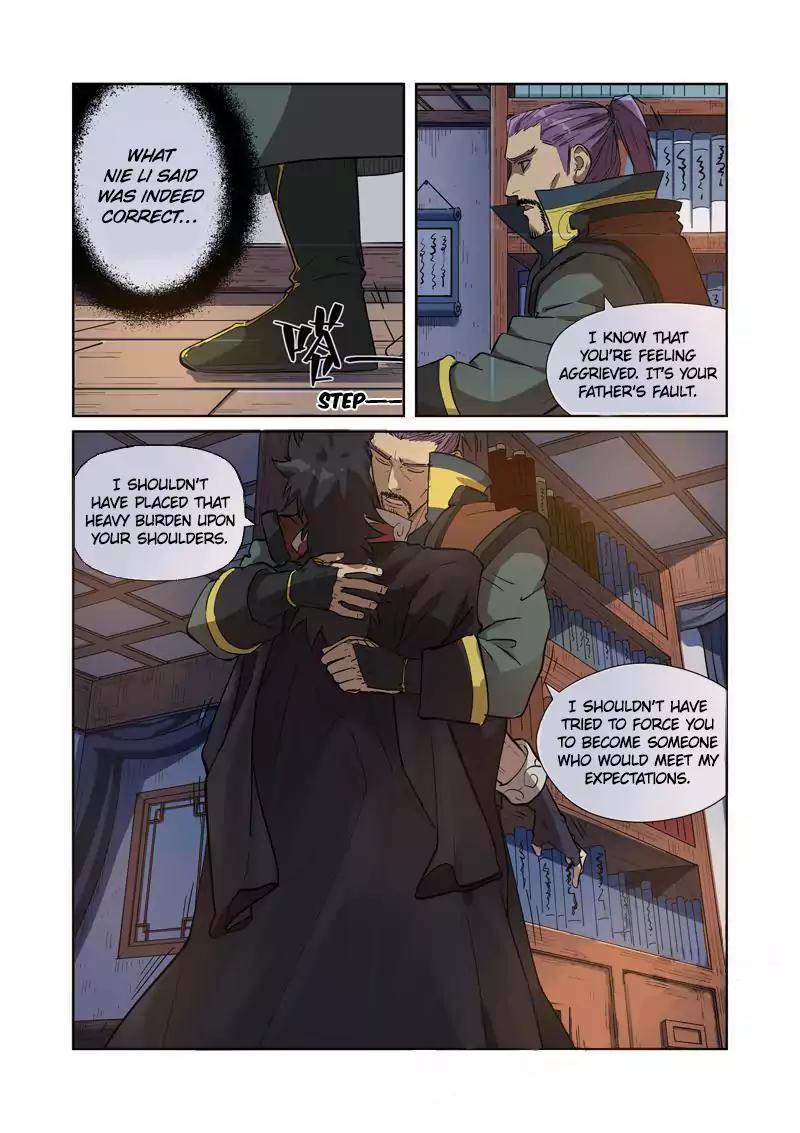 WHAT
NIE LI SAID
WAS INDEED
CORRECT...
嗒
STEP——
I KNOW THAT
YOU'RE FEELING
AGGRIEVED. IT'S YOUR
FATHER'S FAULT.
I SHOULDN'T
HAVE PLACED THAT
HEAVY BURDEN UPON
YOUR SHOULDERS.
I SHOULDN'T HAVE
TRIED TO FORCE YOU
TO BECOME SOMEONE
WHO WOULD MEET MY
EXPECTATIONS.